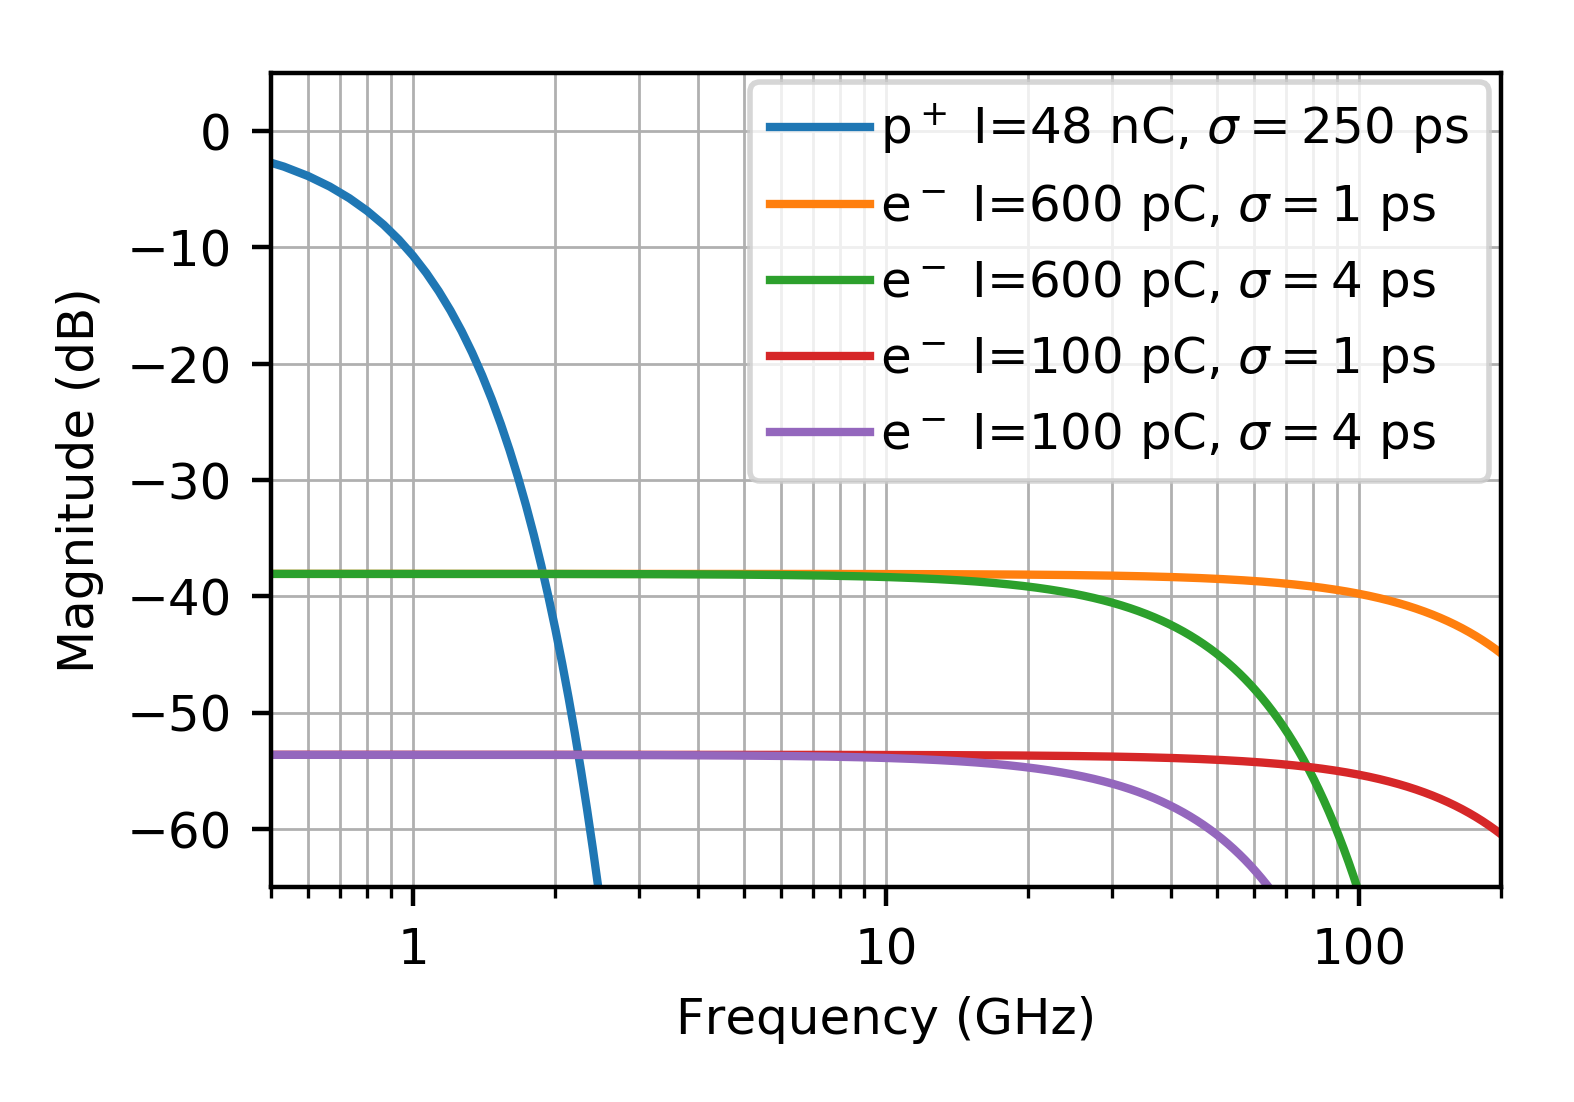 p⁺ I=48 nC, σ = 250 ps
e⁻ I=600 pC, σ = 1 ps
e⁻ I=600 pC, σ = 4 ps
e⁻ I=100 pC, σ = 1 ps
e⁻ I=100 pC, σ = 4 ps
0
−10
−20
−30
−40
−50
−60
Magnitude (dB)
1 10 100
Frequency (GHz)